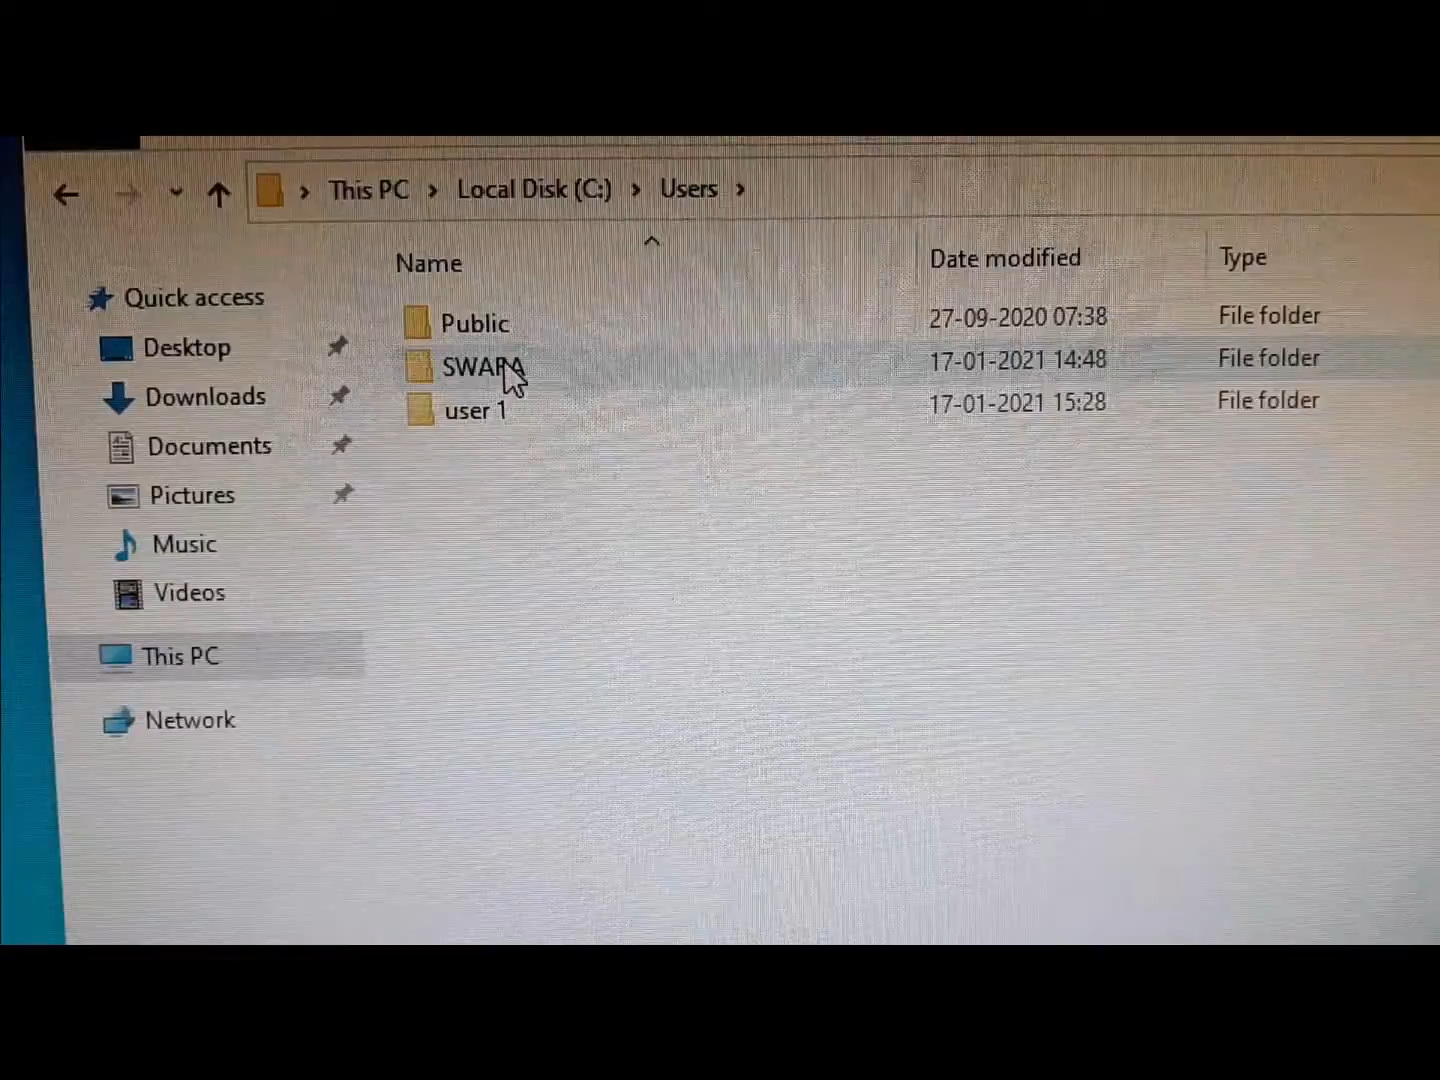 This PC > Local Disk (C:) > Users >
Name
Date modified
Type
Quick access
Desktop
Downloads
Documents
Pictures
Music
Videos
This PC
Network
Public 27-09-2020 07:38 File folder
17-01-2021 14:48 File folder
user 1 17-01-2021 15:28 File folder